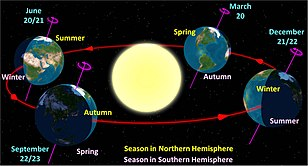 June
20/21
March
20
December
21/22
Summer
Spring
Winter
Autumn
Winter
Summer
Autumn
Spring
September
22/23
Season in Northern Hemisphere
Season in Southern Hemisphere